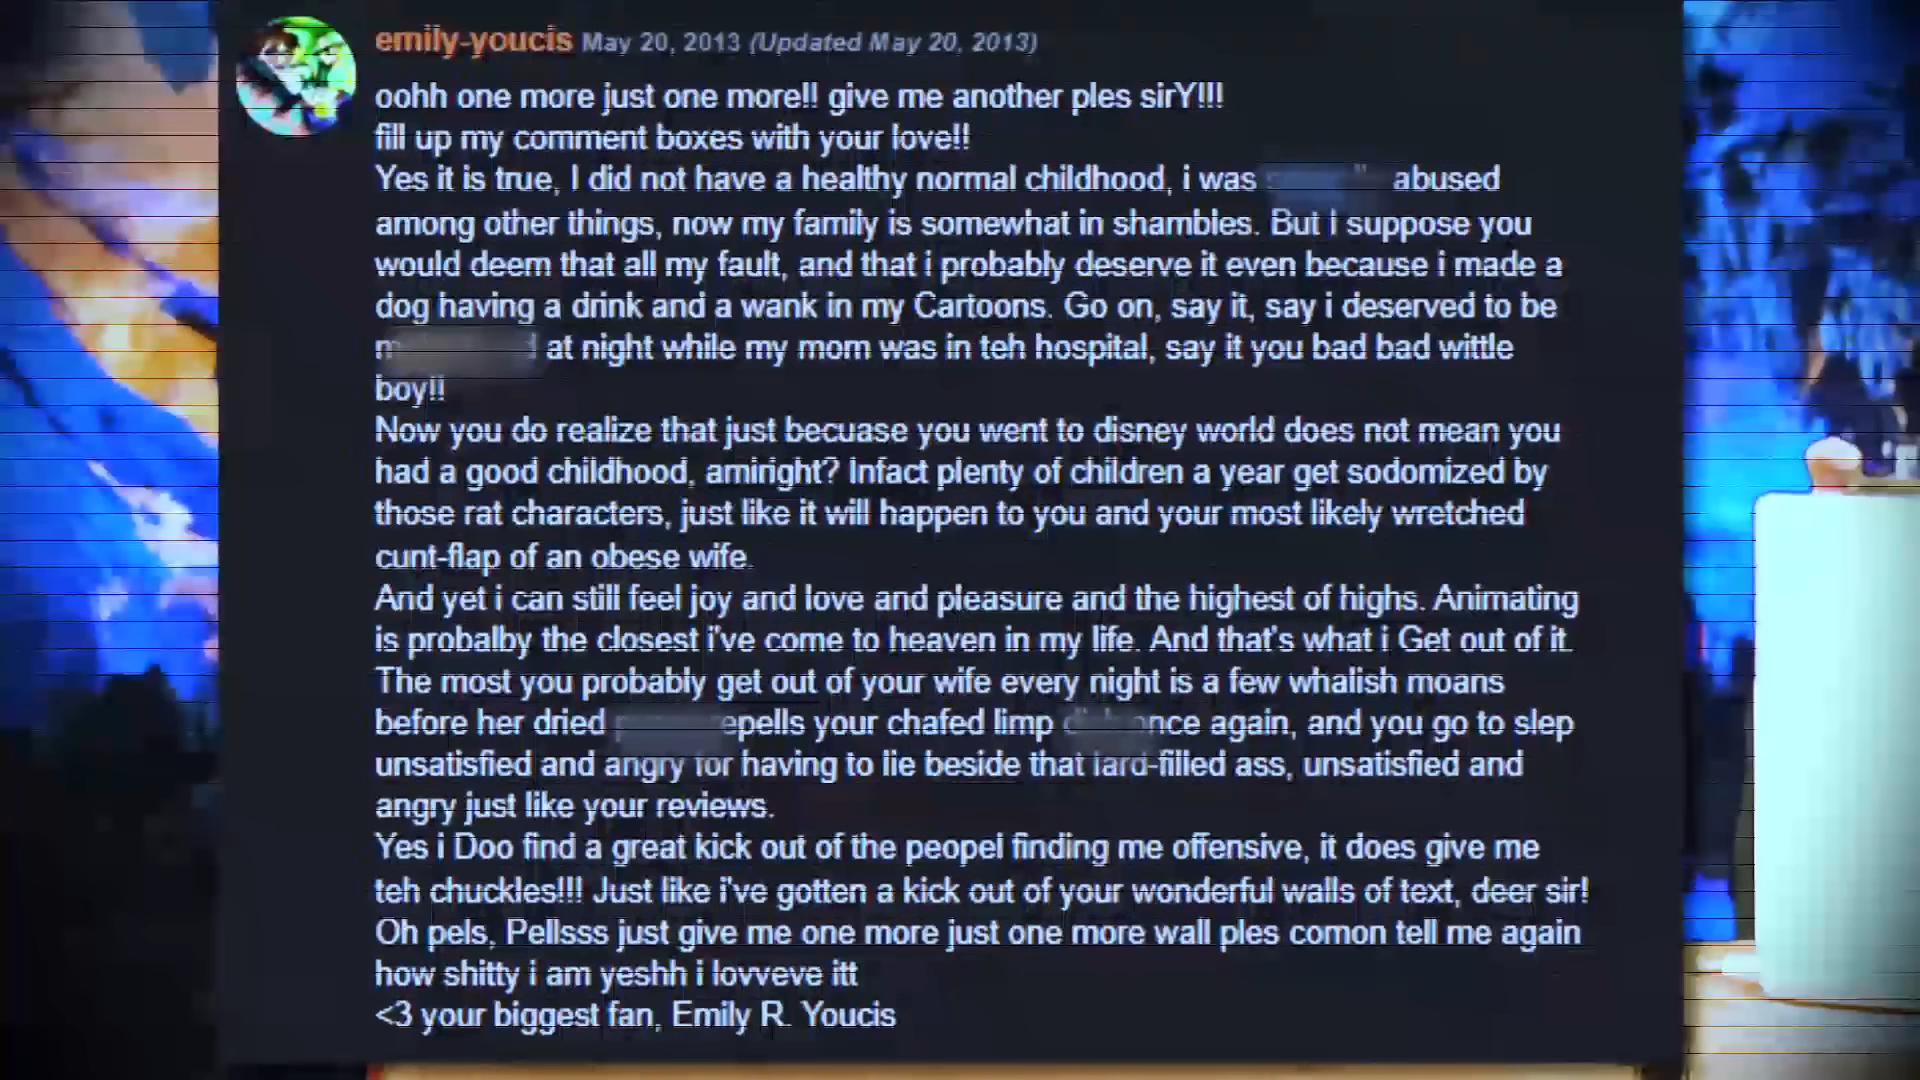 emily-youcis May 20, 2013 (Updated May 20, 2013)
oohh one more just one more!! give me another ples sirY!!!
fill up my comment boxes with your love!!
Yes it is true, I did not have a healthy normal childhood, i was abused
among other things, now my family is somewhat in shambles. But I suppose you
would deem that all my fault, and that i probably deserve it even because i made a
dog having a drink and a wank in my Cartoons. Go on, say it, say i deserved to be
at night while my mom was in teh hospital, say it you bad bad wittle
boy!!
Now you do realize that just becuase you went to disney world does not mean you
had a good childhood, amiright? Infact plenty of children a year get sodomized by
those rat characters, just like it will happen to you and your most likely wretched
cunt-flap of an obese wife.
And yet i can still feel joy and love and pleasure and the highest of highs. Animating
is probalby the closest i've come to heaven in my life. And that's what i Get out of it.
The most you probably get out of your wife every night is a few whalish moans
before her dried epells your chafed limp nce again, and you go to slep
unsatisfied and angry for having to lie beside that lard-filled ass, unsatisfied and
angry just like your reviews.
Yes i Doo find a great kick out of the peopel finding me offensive, it does give me
teh chuckles!!! Just like i've gotten a kick out of your wonderful walls of text, deer sir!
Oh pels, Pellsss just give me one more just one more wall ples comon tell me again
how shitty i am yeshh i lovveve itt
<3 your biggest fan, Emily R. Youcis